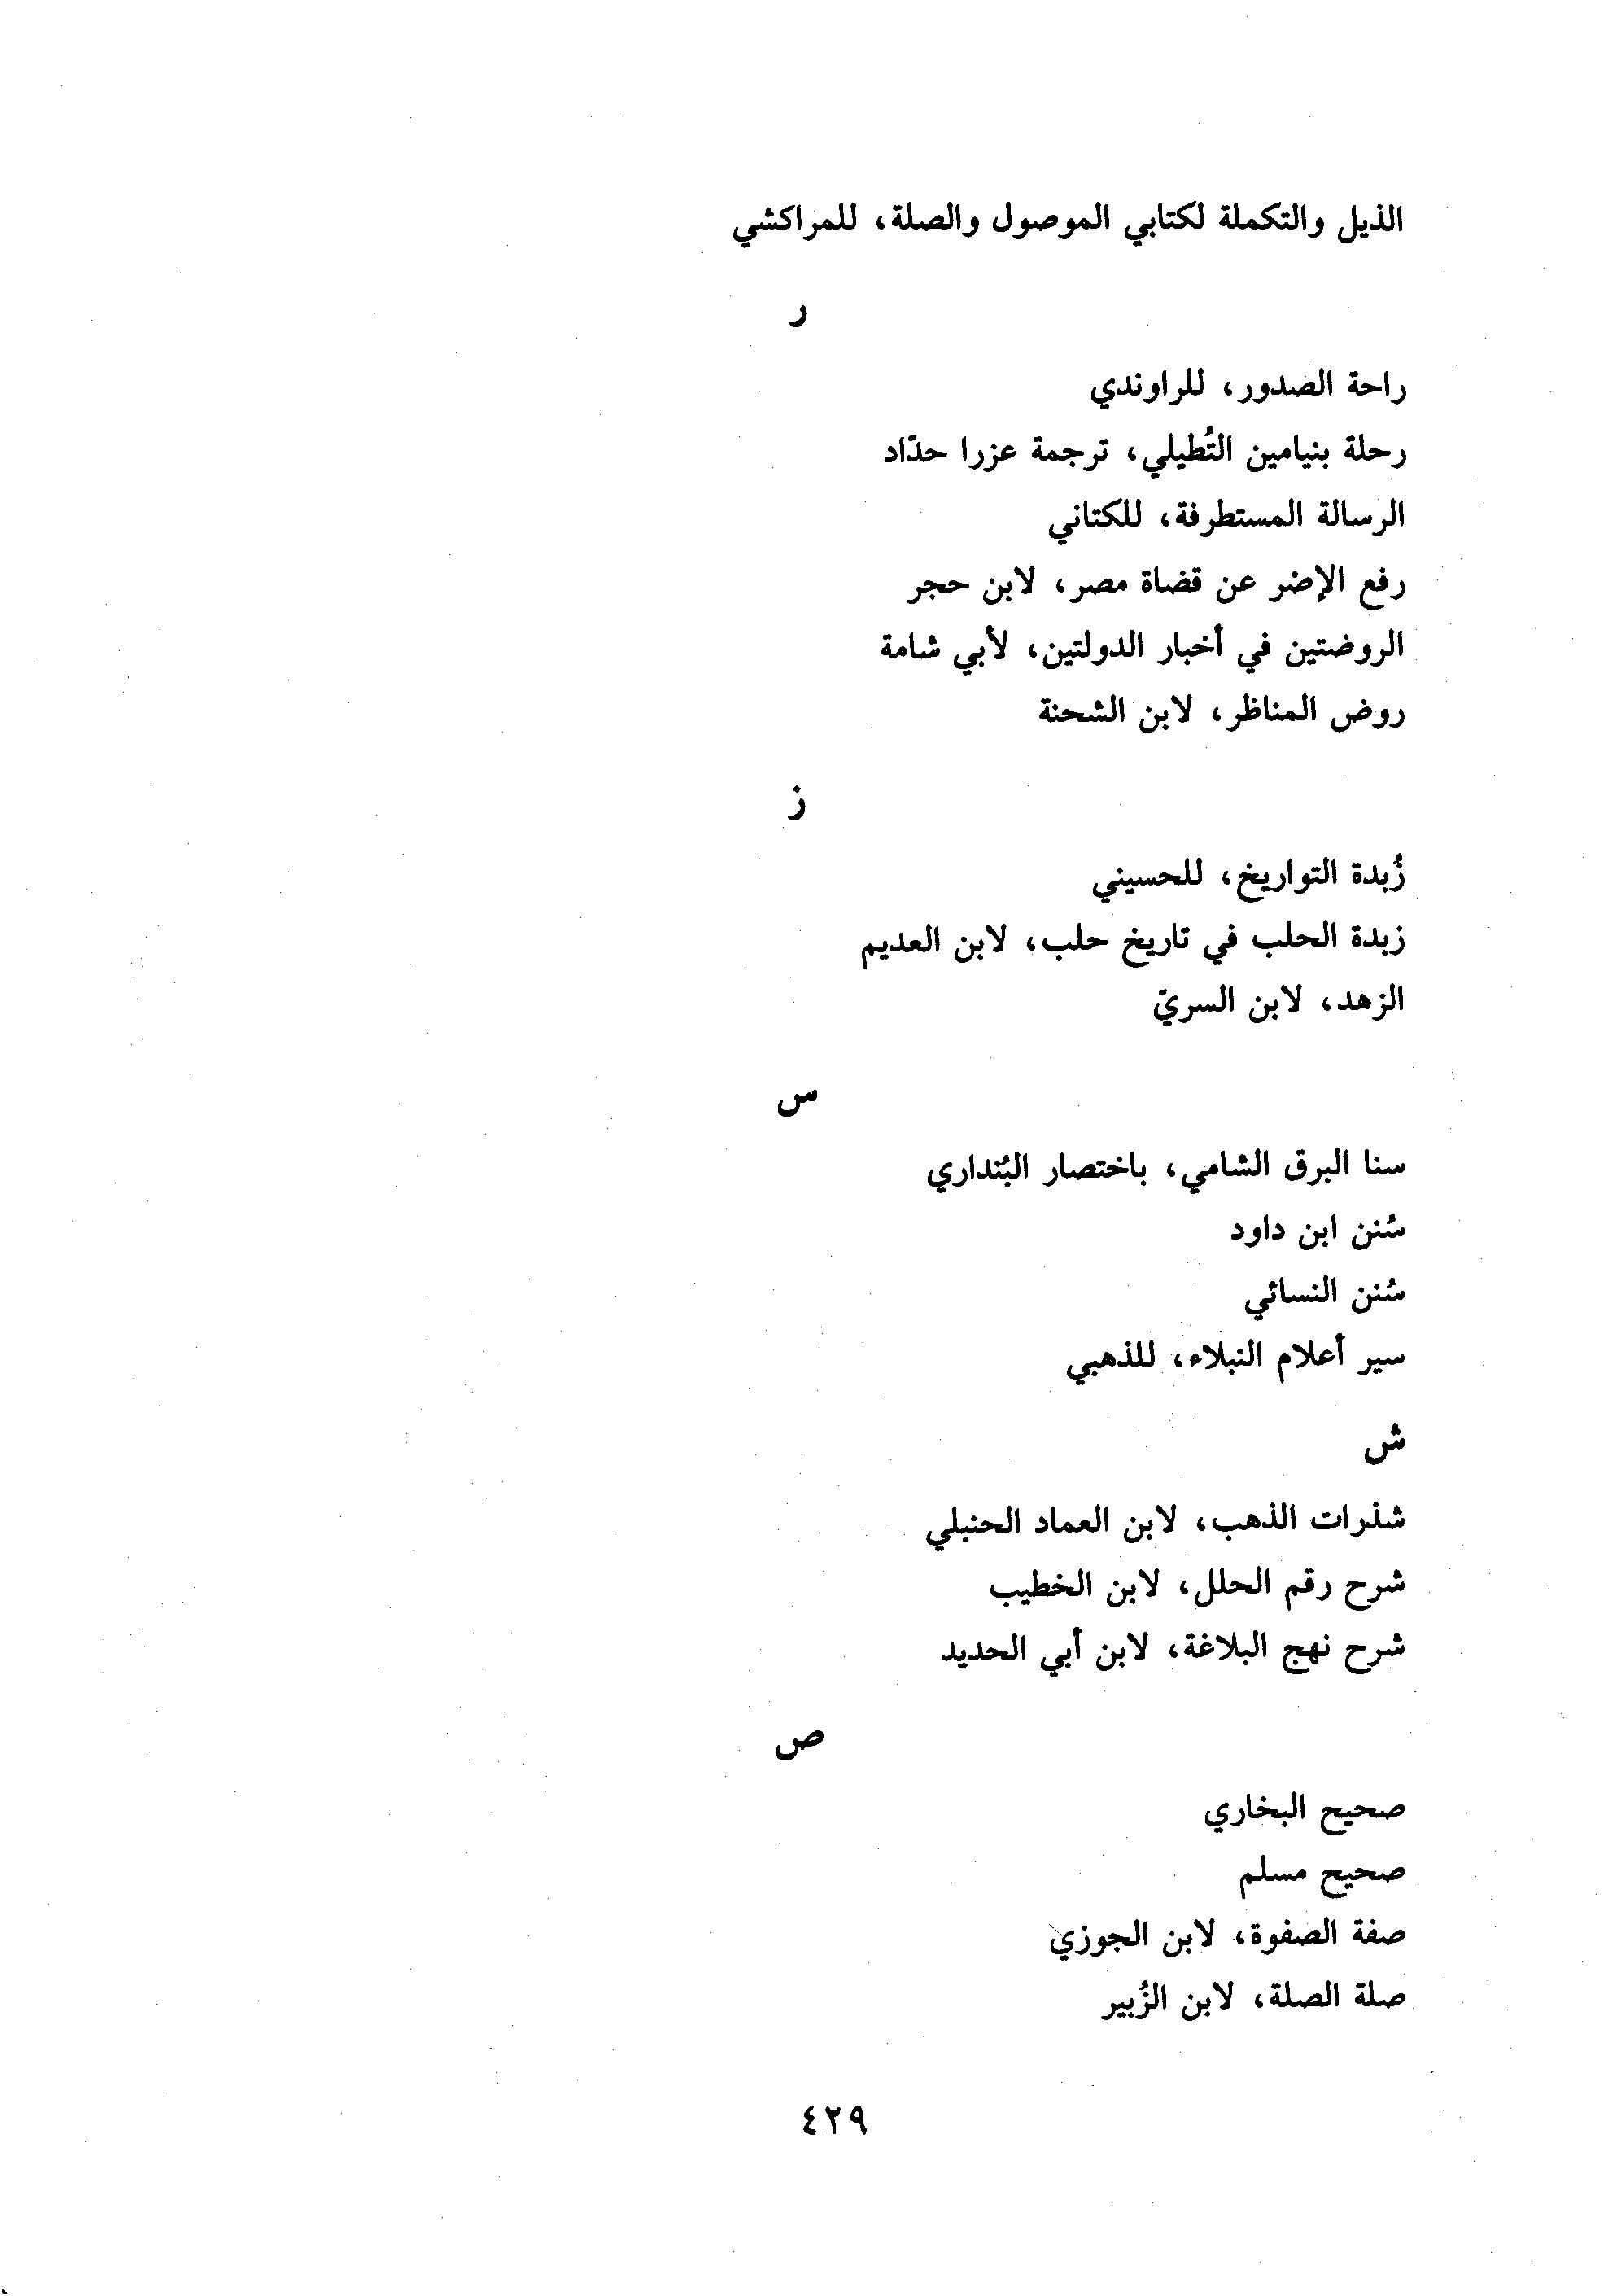 الذيل والتكملة لكتابي الموصول والصلة، للمراكشي
ر
راحة الصدور، للراوندي
رحلة بنيامين التُطيلي، ترجمة عزرا حدّاد
الرسالة المستطرفة، للكتاني
رفع الإضر عن قضاة مصر، لابن حجر
الروضتين في أخبار الدولتين، لأبي شامة
روض المناظر، لابن الشحنة
ز
زُبدة التواريخ، للحسيني
زبدة الحلب في تاريخ حلب، لابن العديم
الزهد، لابن السريّ
س
سنا البرق الشامي، باختصار البُنداري
سُنن ابن داود
سُنن النسائي
سير أعلام النبلاء، للذهبي
ش
شذرات الذهب، لابن العماد الحنبلي
شرح رقم الحلل، لابن الخطيب
شرح نهج البلاغة، لابن أبي الحديد
ص
صحيح البخاري
صحيح مسلم
صفة الصفوة، لابن الجوزي
صلة الصلة، لابن الزُبير
٤٢٩